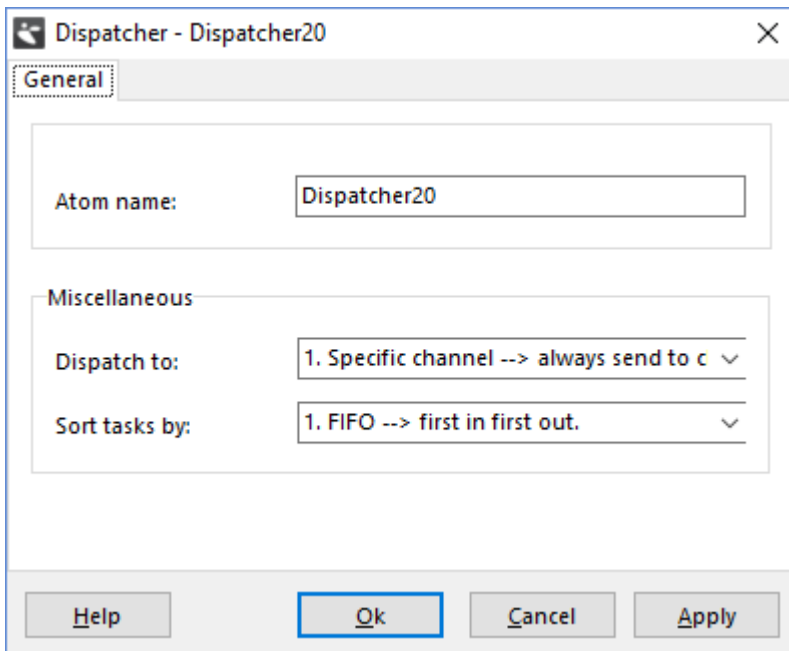 Dispatcher - Dispatcher20
General
Atom name: Dispatcher20
Miscellaneous
Dispatch to: 1. Specific channel --> always send to c
Sort tasks by: 1. FIFO --> first in first out.
Help Ok Cancel Apply